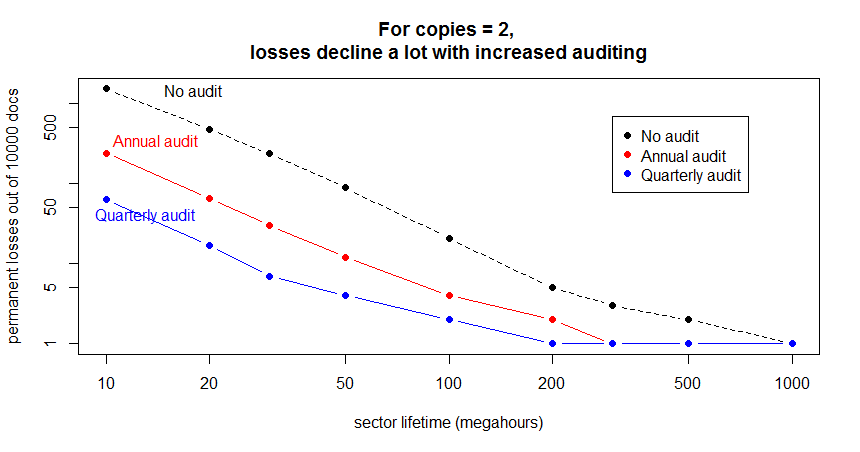 For copies = 2,
losses decline a lot with increased auditing
permanent losses out of 10000 docs
500
50
5
1
No audit
Annual audit
Quarterly audit
No audit
Annual audit
Quarterly audit
10
20
50
100
200
500
1000
sector lifetime (megahours)